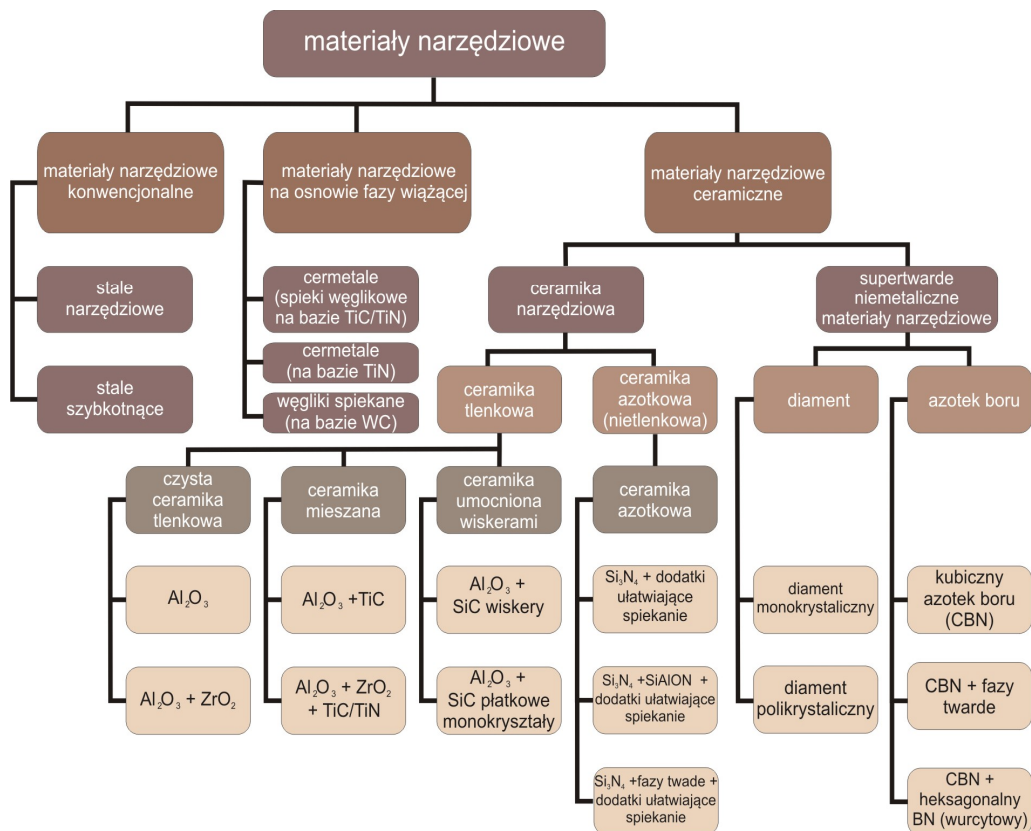 materiały narzędziowe
materiały narzędziowe
konwencjonalne
materiały narzędziowe
na osnowie fazy wiążącej
materiały narzędziowe
ceramiczne
stale
narzędziowe
cermetale
(spieki węglikowe
na bazie TiC/TiN)
ceramika
narzędziowa
supertwarde
niemetaliczne
materiały narzędziowe
stale
szybkotnące
cermetale
(na bazie TiN)
węgliki spiekane
(na bazie WC)
ceramika
tlenkowa
ceramika
azotkowa
(nietlenkowa)
diament
azotek boru
czysta
ceramika
tlenkowa
ceramika
mieszana
ceramika
umocniona
wiskerami
ceramika
azotkowa
Al₂O₃
Al₂O₃ +TiC
Al₂O₃ +
SiC wiskery
Si₃N₄ + dodatki
ułatwiające
spiekanie
diament
monokrystaliczny
kubiczny
azotek boru
(CBN)
Al₂O₃ + ZrO₂
Al₂O₃ + ZrO₂
+ TiC/TiN
Al₂O₃ +
SiC płatkowe
monokryształy
Si₃N₄ +SiAlON +
dodatki ułatwiające
spiekanie
diament
polikrystaliczny
CBN + fazy
twarde
Si₃N₄ +fazy twade +
dodatki ułatwiające
spiekanie
CBN +
heksagonalny
BN (wurcytowy)